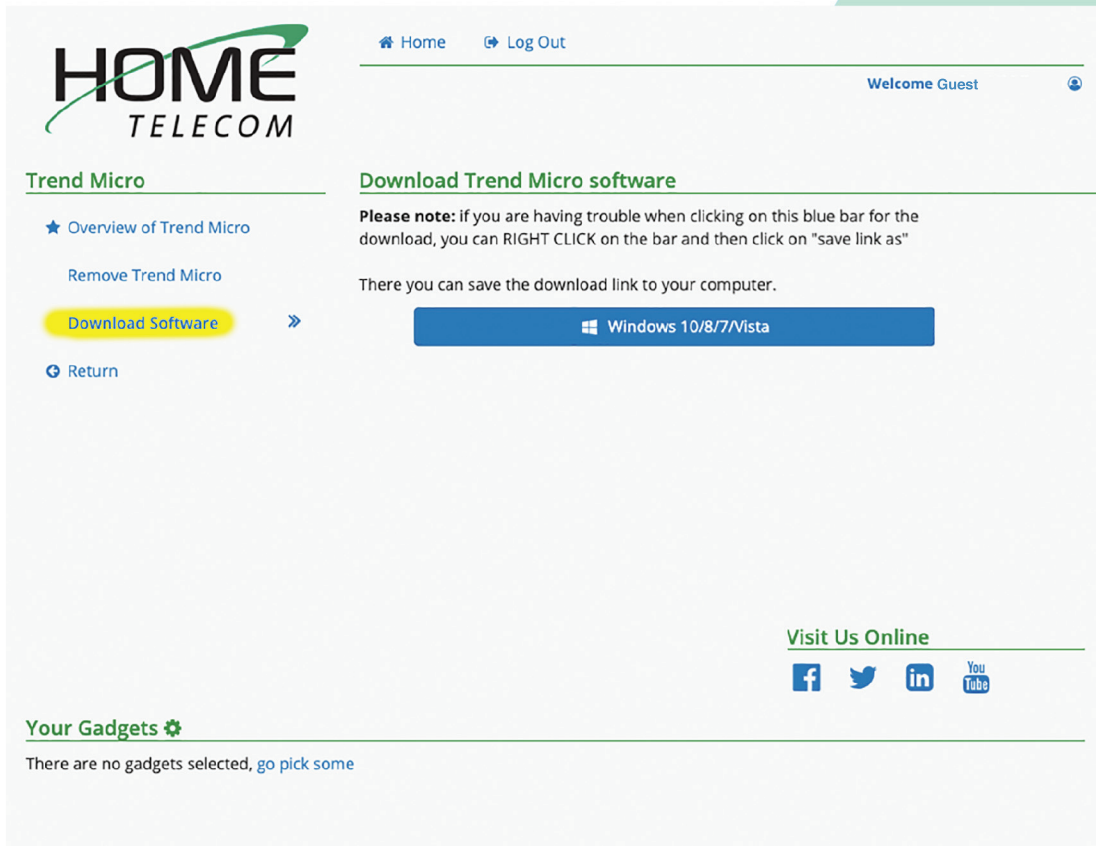 HOME
TELECOM
Home
Log Out
Welcome Guest
Trend Micro
Overview of Trend Micro
Remove Trend Micro
Download Software
Return
Download Trend Micro software
Please note: if you are having trouble when clicking on this blue bar for the
download, you can RIGHT CLICK on the bar and then click on "save link as"
There you can save the download link to your computer.
Windows 10/8/7/Vista
Visit Us Online
You
Tube
Your Gadgets
There are no gadgets selected, go pick some